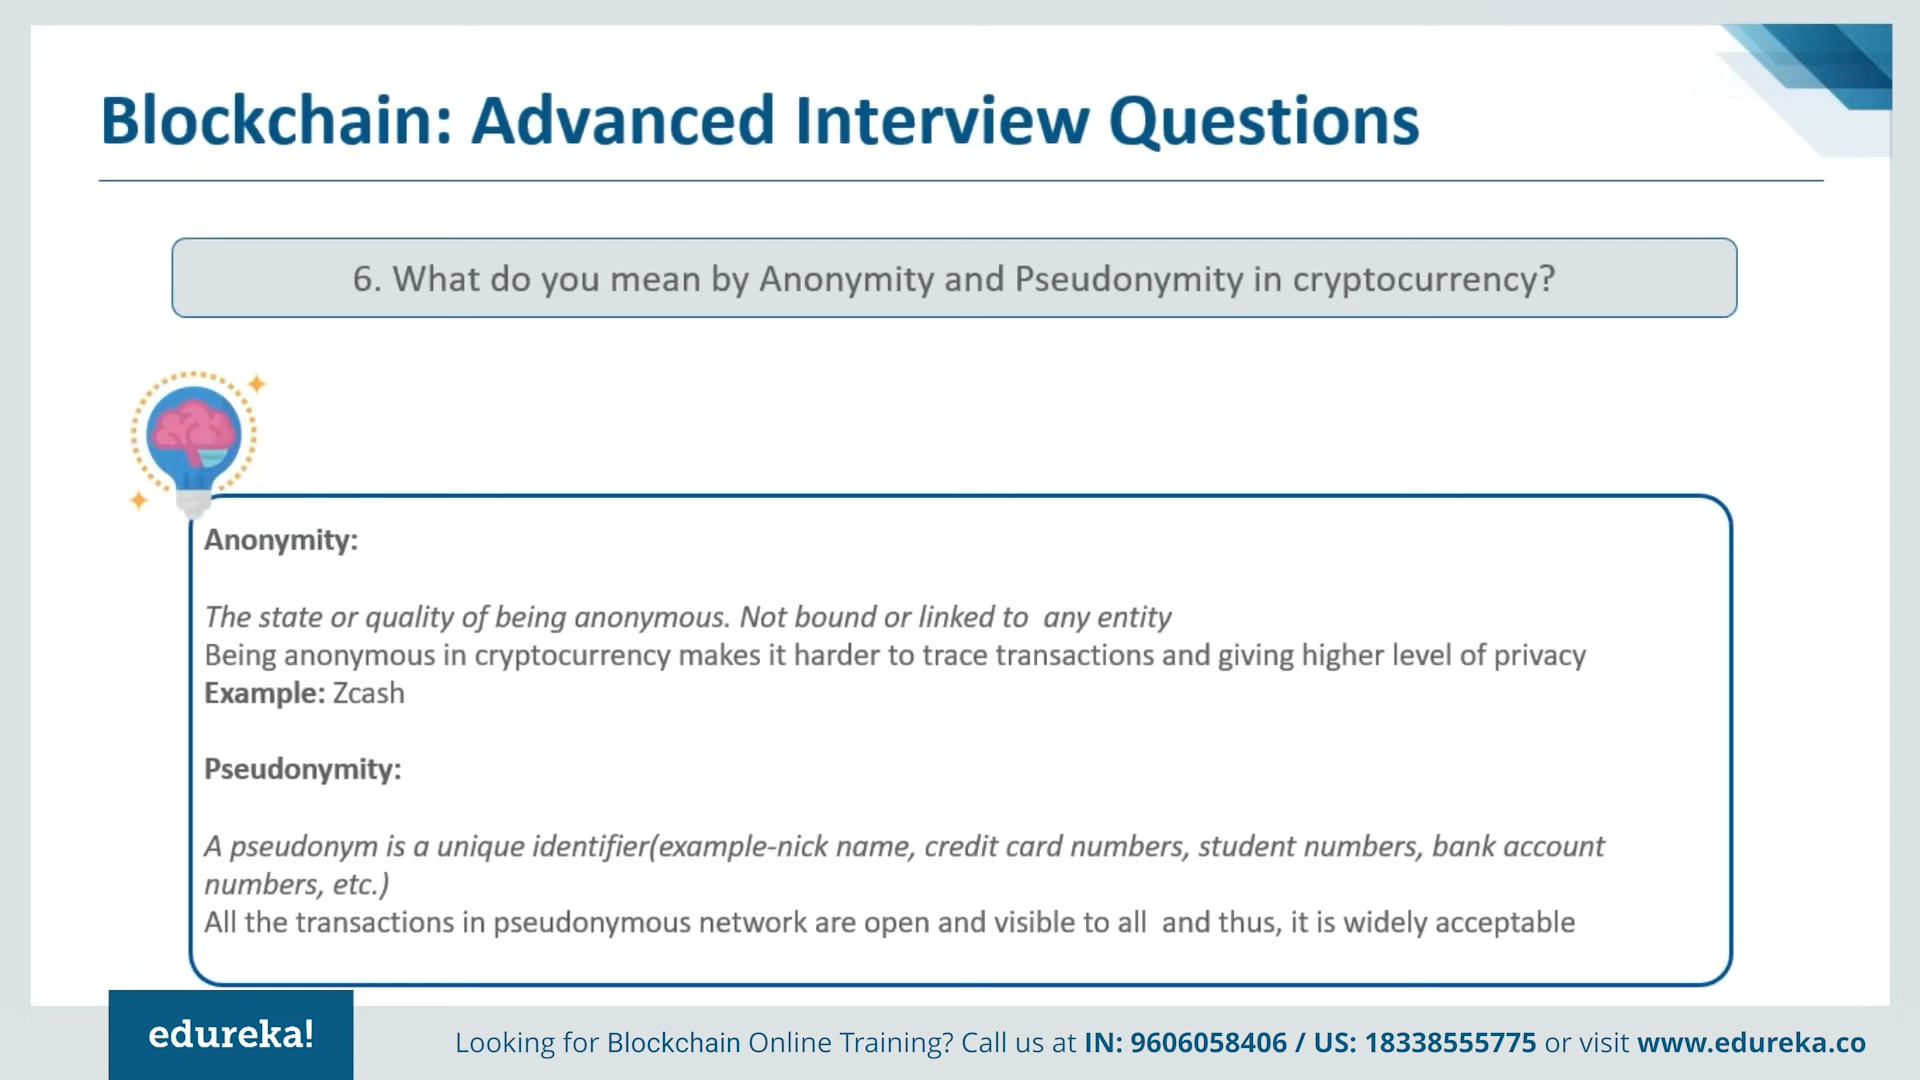 Blockchain: Advanced Interview Questions
6. What do you mean by Anonymity and Pseudonymity in cryptocurrency?
Anonymity:
The state or quality of being anonymous. Not bound or linked to  any entity
Being anonymous in cryptocurrency makes it harder to trace transactions and giving higher level of privacy
Example: Zcash
Pseudonymity:
A pseudonym is a unique identifier(example-nick name, credit card numbers, student numbers, bank account
numbers, etc.)
All the transactions in pseudonymous network are open and visible to all  and thus, it is widely acceptable
edureka!
Looking for Blockchain Online Training? Call us at IN: 9606058406 / US: 18338555775 or visit www.edureka.co